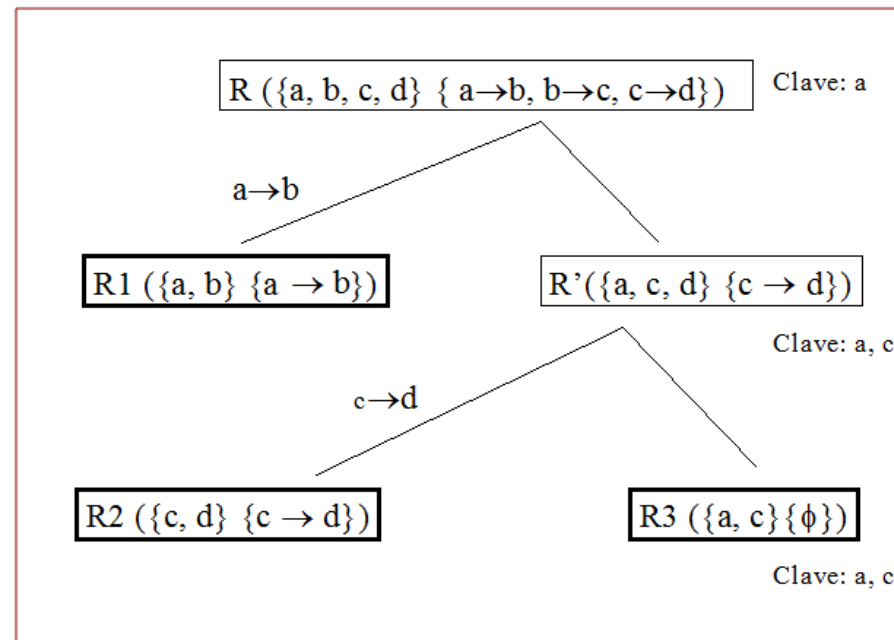 R ({a, b, c, d} { a→b, b→c, c→d})
Clave: a
a→b
R1 ({a, b} {a → b})
R’({a, c, d} {c → d})
Clave: a, c
c→d
R2 ({c, d} {c → d})
R3 ({a, c}{ϕ})
Clave: a, c